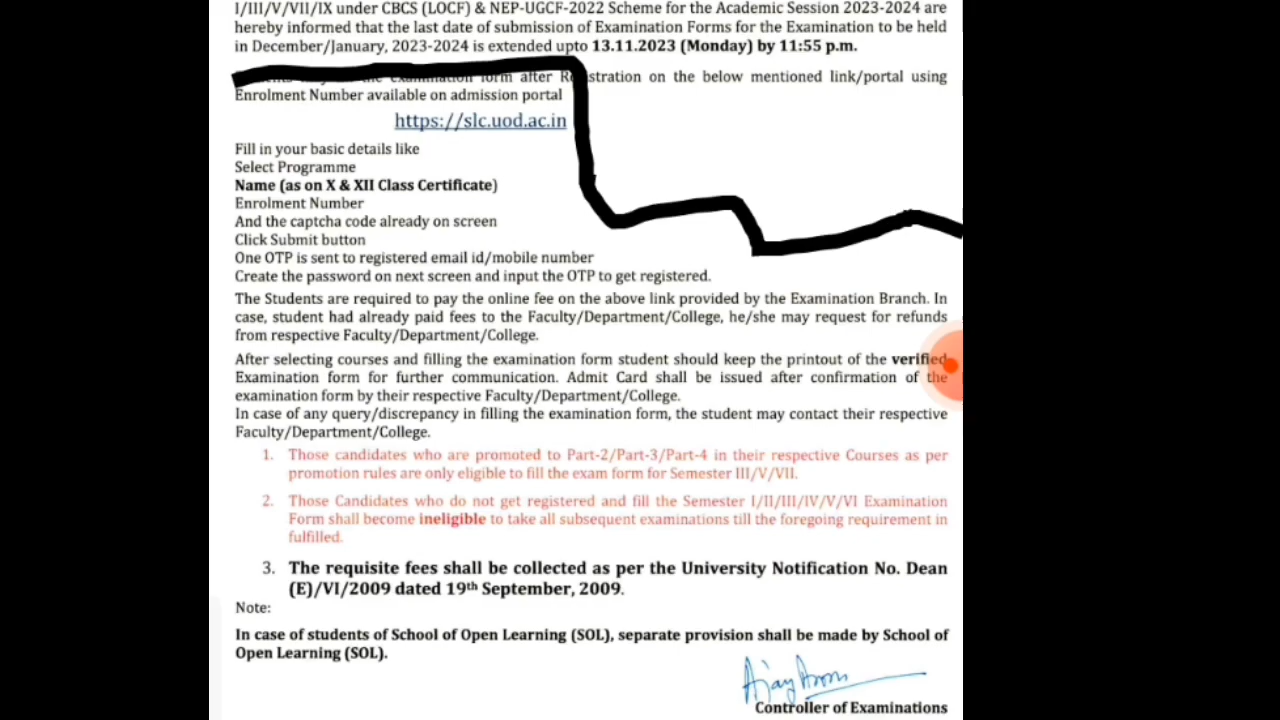 I/III/V/VII/IX under CBCS (LOCF) & NEP-UGCF-2022 Scheme for the Academic Session 2023-2024 are
hereby informed that the last date of submission of Examination Forms for the Examination to be held
in December/January, 2023-2024 is extended upto 13.11.2023 (Monday) by 11:55 p.m.
the examination form after Registration on the below mentioned link/portal using
Enrolment Number available on admission portal
https://slc.uod.ac.in
Fill in your basic details like
Select Programme
Name (as on X & XII Class Certificate)
Enrolment Number
And the captcha code already on screen
Click Submit button
One OTP is sent to registered email id/mobile number
Create the password on next screen and input the OTP to get registered.
The Students are required to pay the online fee on the above link provided by the Examination Branch. In
case, student had already paid fees to the Faculty/Department/College, he/she may request for refunds
from respective Faculty/Department/College.
After selecting courses and filling the examination form student should keep the printout of the verified
Examination form for further communication. Admit Card shall be issued after confirmation of the
examination form by their respective Faculty/Department/College.
In case of any query/discrepancy in filling the examination form, the student may contact their respective
Faculty/Department/College.
1. Those candidates who are promoted to Part-2/Part-3/Part-4 in their respective Courses as per
promotion rules are only eligible to fill the exam form for Semester III/V/VII.
2. Those Candidates who do not get registered and fill the Semester I/II/III/IV/V/VI Examination
Form shall become ineligible to take all subsequent examinations till the foregoing requirement in
fulfilled.
3. The requisite fees shall be collected as per the University Notification No. Dean
(E)/VI/2009 dated 19th September, 2009.
Note:
In case of students of School of Open Learning (SOL), separate provision shall be made by School of
Open Learning (SOL).
Ajay Arora
Controller of Examinations